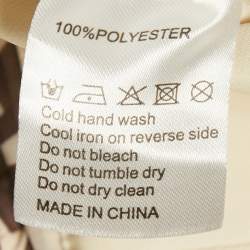 100%POLYESTER
Cold hand wash
Cool iron on reverse side
Do not bleach
Do not tumble dry
Do not dry clean
MADE IN CHINA